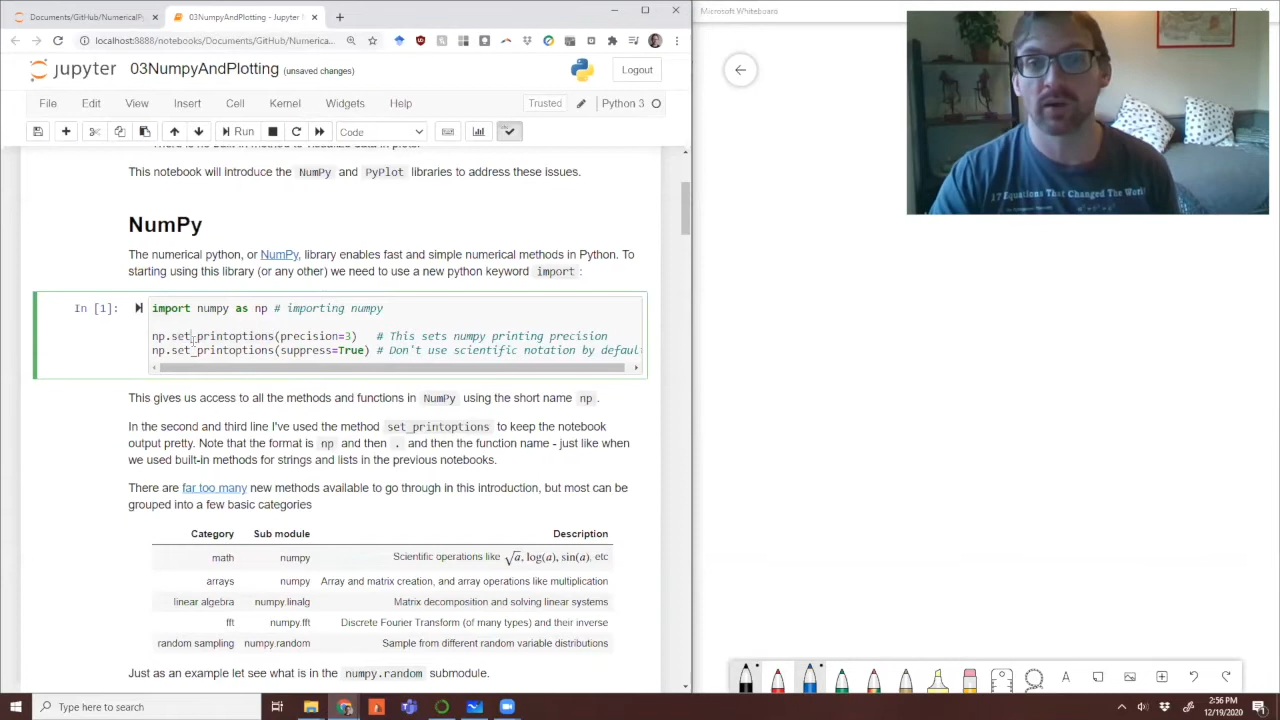 Documents/GitHub/Numerical
03NumpyAndPlotting - Jupyter
Microsoft Whiteboard
localhost:8888/notebooks/Documents/GitHub/Numerica...
jupyter 03NumpyAndPlotting (unsaved changes)
Logout
File Edit View Insert Cell Kernel Widgets Help
Trusted Python 3
Run Code
This notebook will introduce the NumPy and PyPlot libraries to address these issues.
NumPy
The numerical python, or NumPy, library enables fast and simple numerical methods in Python. To
starting using this library (or any other) we need to use a new python keyword import:
In [1]:
import numpy as np # importing numpy
np.set_printoptions(precision=3) # This sets numpy printing precision
np.set_printoptions(suppress=True) # Don't use scientific notation by defaul
This gives us access to all the methods and functions in NumPy using the short name np.
In the second and third line I've used the method set_printoptions to keep the notebook
output pretty. Note that the format is np and then . and then the function name - just like when
we used built-in methods for strings and lists in the previous notebooks.
There are far too many new methods available to go through in this introduction, but most can be
grouped into a few basic categories
Category Sub module Description
math numpy Scientific operations like √a, log(a), sin(a), etc
arrays numpy Array and matrix creation, and array operations like multiplication
linear algebra numpy.linalg Matrix decomposition and solving linear systems
fft numpy.fft Discrete Fourier Transform (of many types) and their inverse
random sampling numpy.random Sample from different random variable distributions
Just as an example let see what is in the numpy.random submodule.
17 Equations That Changed The World
Type here to search
2:56 PM
12/19/2020